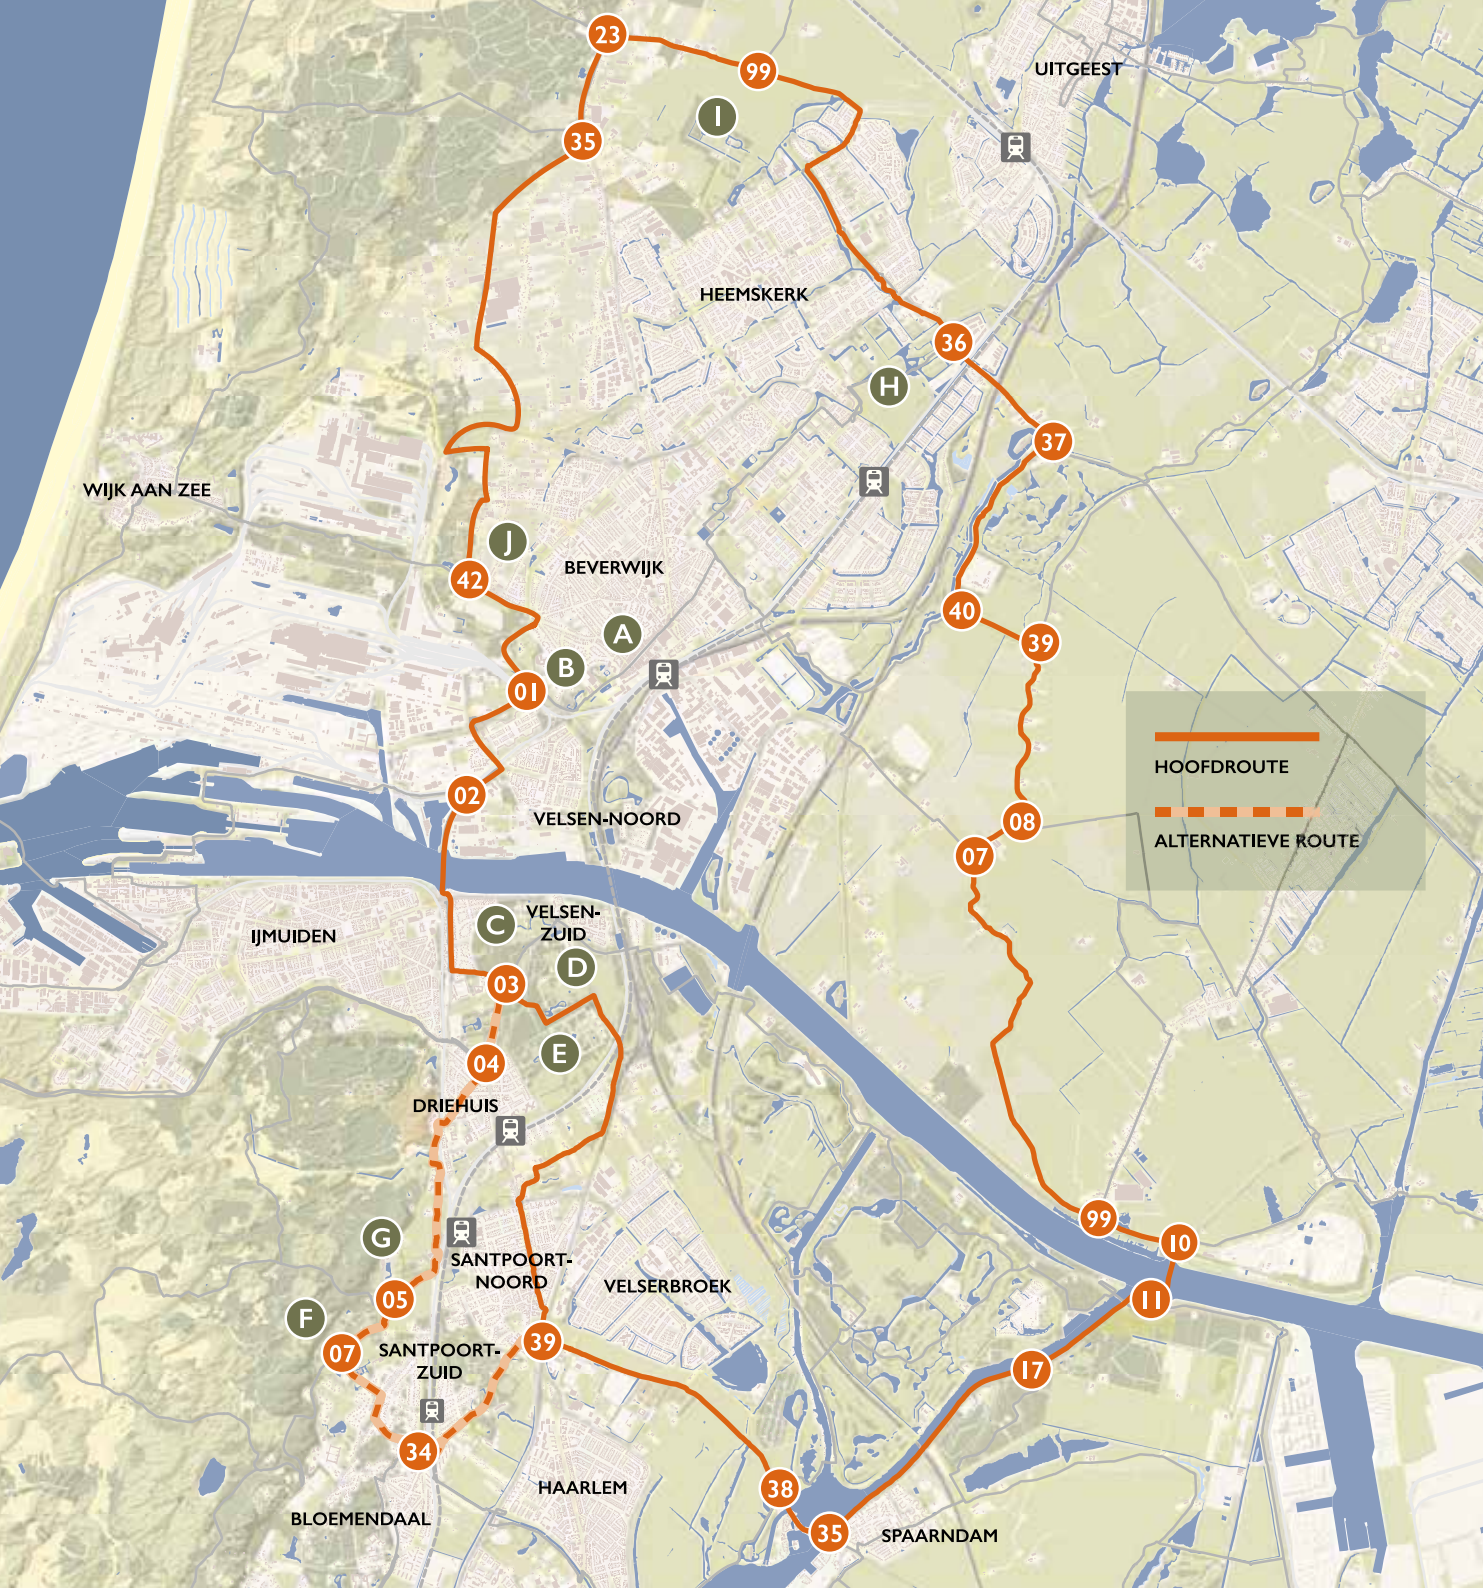 23
99
UITGEEST
I
35
HEEMSKERK
36
H
37
WIJK AAN ZEE
J
BEVERWIJK
42
40
A
39
B
01
HOOFDROUTE
02
VELSEN-NOORD
08
ALTERNATIEVE ROUTE
07
C
VELSEN-
ZUID
IJMUIDEN
D
03
E
04
DRIEHUIS
99
G
10
SANTPOORT-
NOORD
VELSERBROEK
05
11
F
39
07
SANTPOORT-
ZUID
17
34
HAARLEM
38
BLOEMENDAAL
35
SPAARNDAM